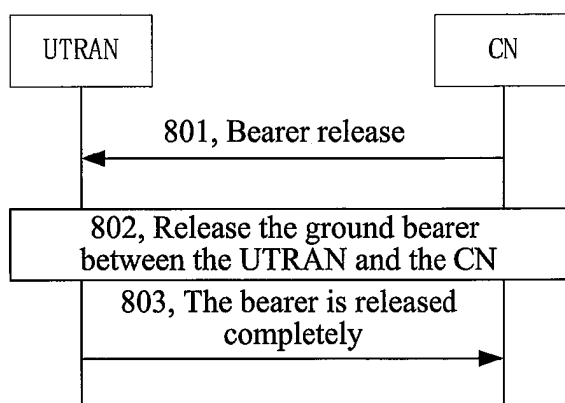 UTRAN
CN
801, Bearer release
802, Release the ground bearer
between the UTRAN and the CN
803, The bearer is released
completely